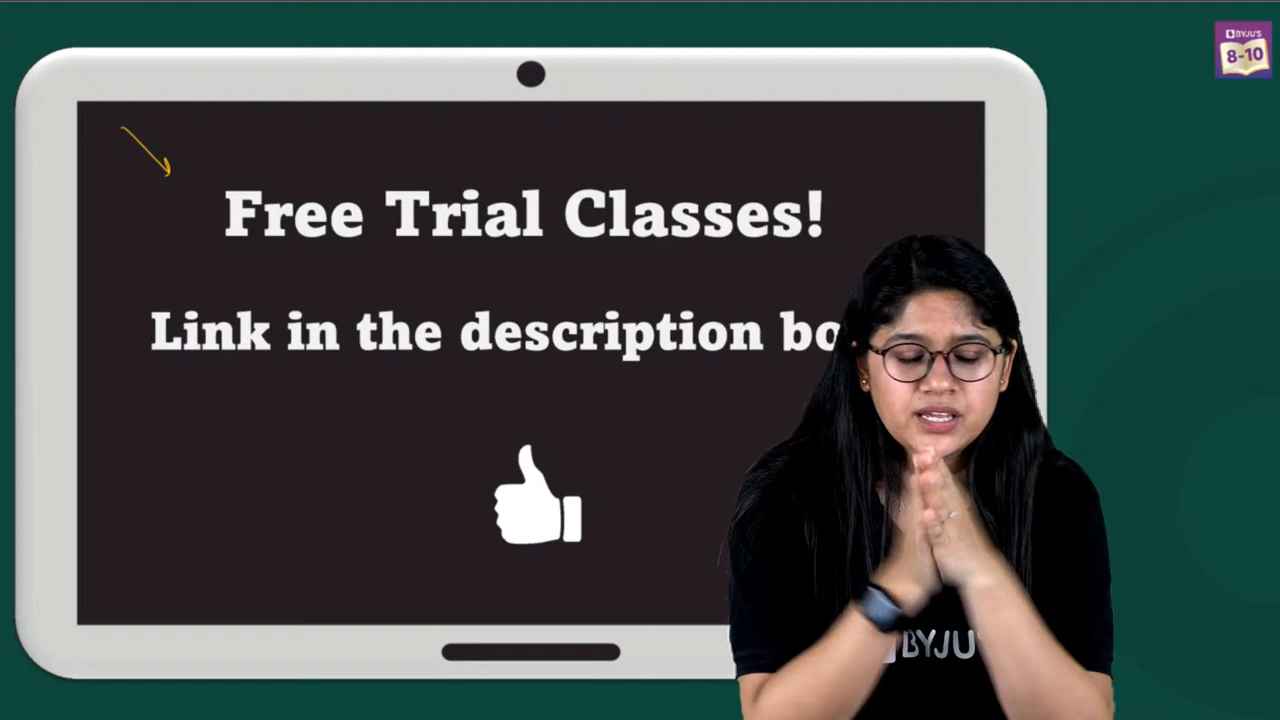 BYJU'S
8-10
Free Trial Classes!
Link in the description bo
BYJU'S